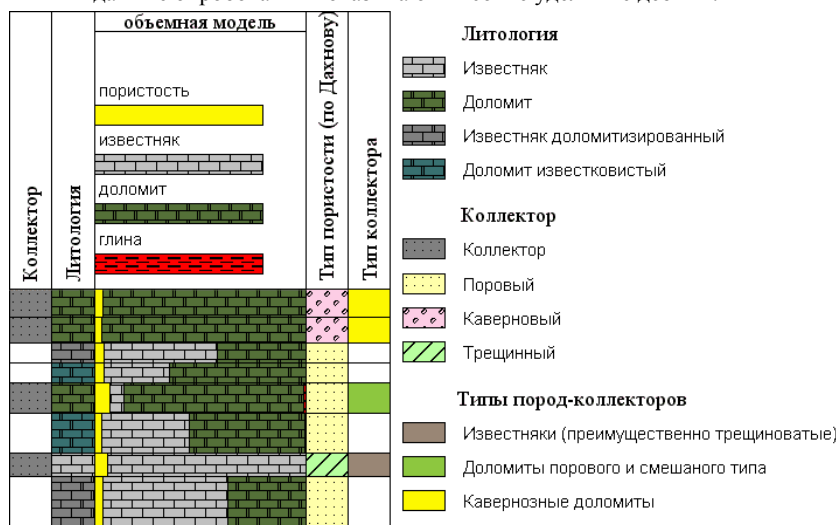 объемная модель
пористость
известняк
доломит
глина
Коллектор
Литология
Тип пористости (по Дахнову)
Тип коллектора
Литология
Известняк
Доломит
Известняк доломитизированный
Доломит известковистый
Коллектор
Коллектор
Поровый
Каверновый
Трещинный
Типы пород-коллекторов
Известняки (преимущественно трещиноватые)
Доломиты порового и смешаного типа
Кавернозные доломиты